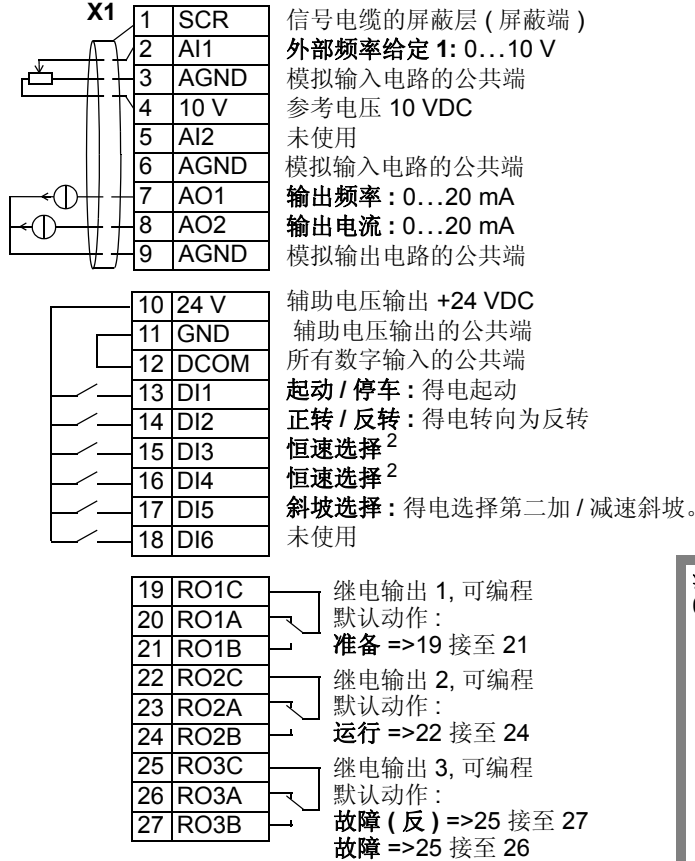 X1
1 SCR 信号电缆的屏蔽层 ( 屏蔽端 )
2 AI1 外部频率给定 1: 0…10 V
3 AGND 模拟输入电路的公共端
4 10 V 参考电压 10 VDC
5 AI2 未使用
6 AGND 模拟输入电路的公共端
7 AO1 输出频率 : 0…20 mA
8 AO2 输出电流 : 0…20 mA
9 AGND 模拟输出电路的公共端
10 24 V 辅助电压输出 +24 VDC
11 GND 辅助电压输出的公共端
12 DCOM 所有数字输入的公共端
13 DI1 起动 / 停车 : 得电起动
14 DI2 正转 / 反转 : 得电转向为反转
15 DI3 恒速选择 2
16 DI4 恒速选择 2
17 DI5 斜坡选择 : 得电选择第二加 / 减速斜坡。
18 DI6 未使用
19 RO1C 继电输出 1, 可编程
20 RO1A 默认动作 :
21 RO1B 准备 =>19 接至 21
22 RO2C 继电输出 2, 可编程
23 RO2A 默认动作 :
24 RO2B 运行 =>22 接至 24
25 RO3C 继电输出 3, 可编程
26 RO3A 默认动作 :
27 RO3B 故障 ( 反 ) =>25 接至 27
故障 =>25 接至 26